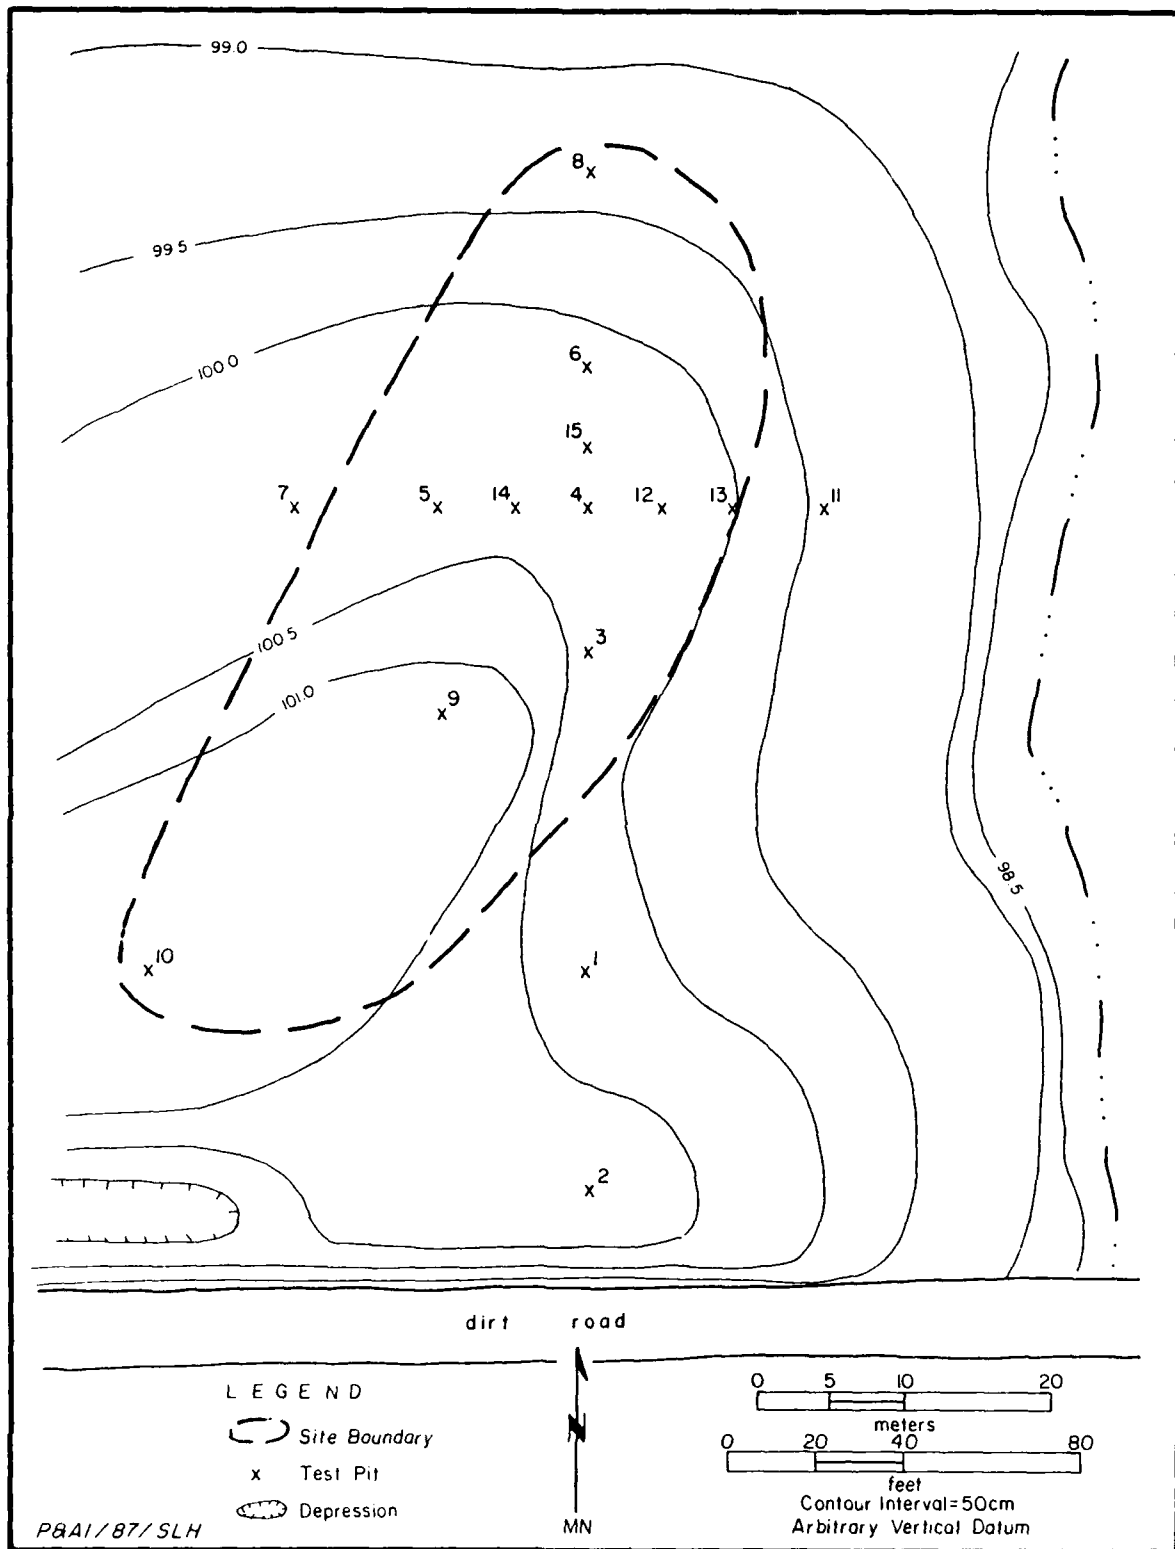 99.0
8
99.5
100.0
6
15
7 5 14 4 12 13 11
3
100.5
101.0
9
98.5
10
1
2
dirt road
LEGEND
Site Boundary
x Test Pit
Depression
N
MN
0 5 10 20
meters
0 20 40 80
feet
Contour Interval=50cm
Arbitrary Vertical Datum
P&AI/87/SLH